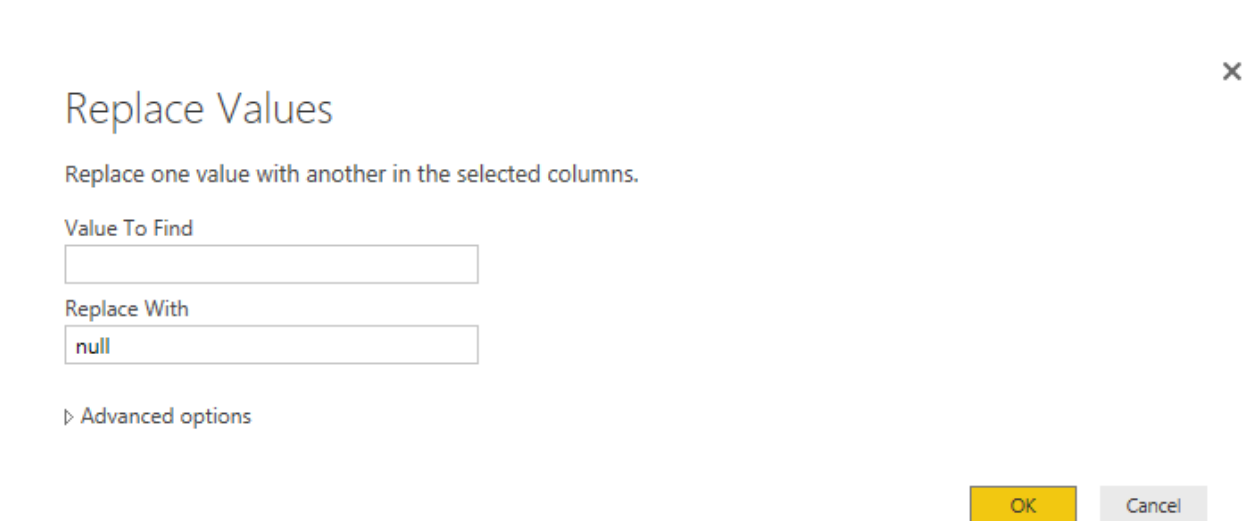 Replace Values
Replace one value with another in the selected columns.
Value To Find
Replace With
null
Advanced options
OK Cancel